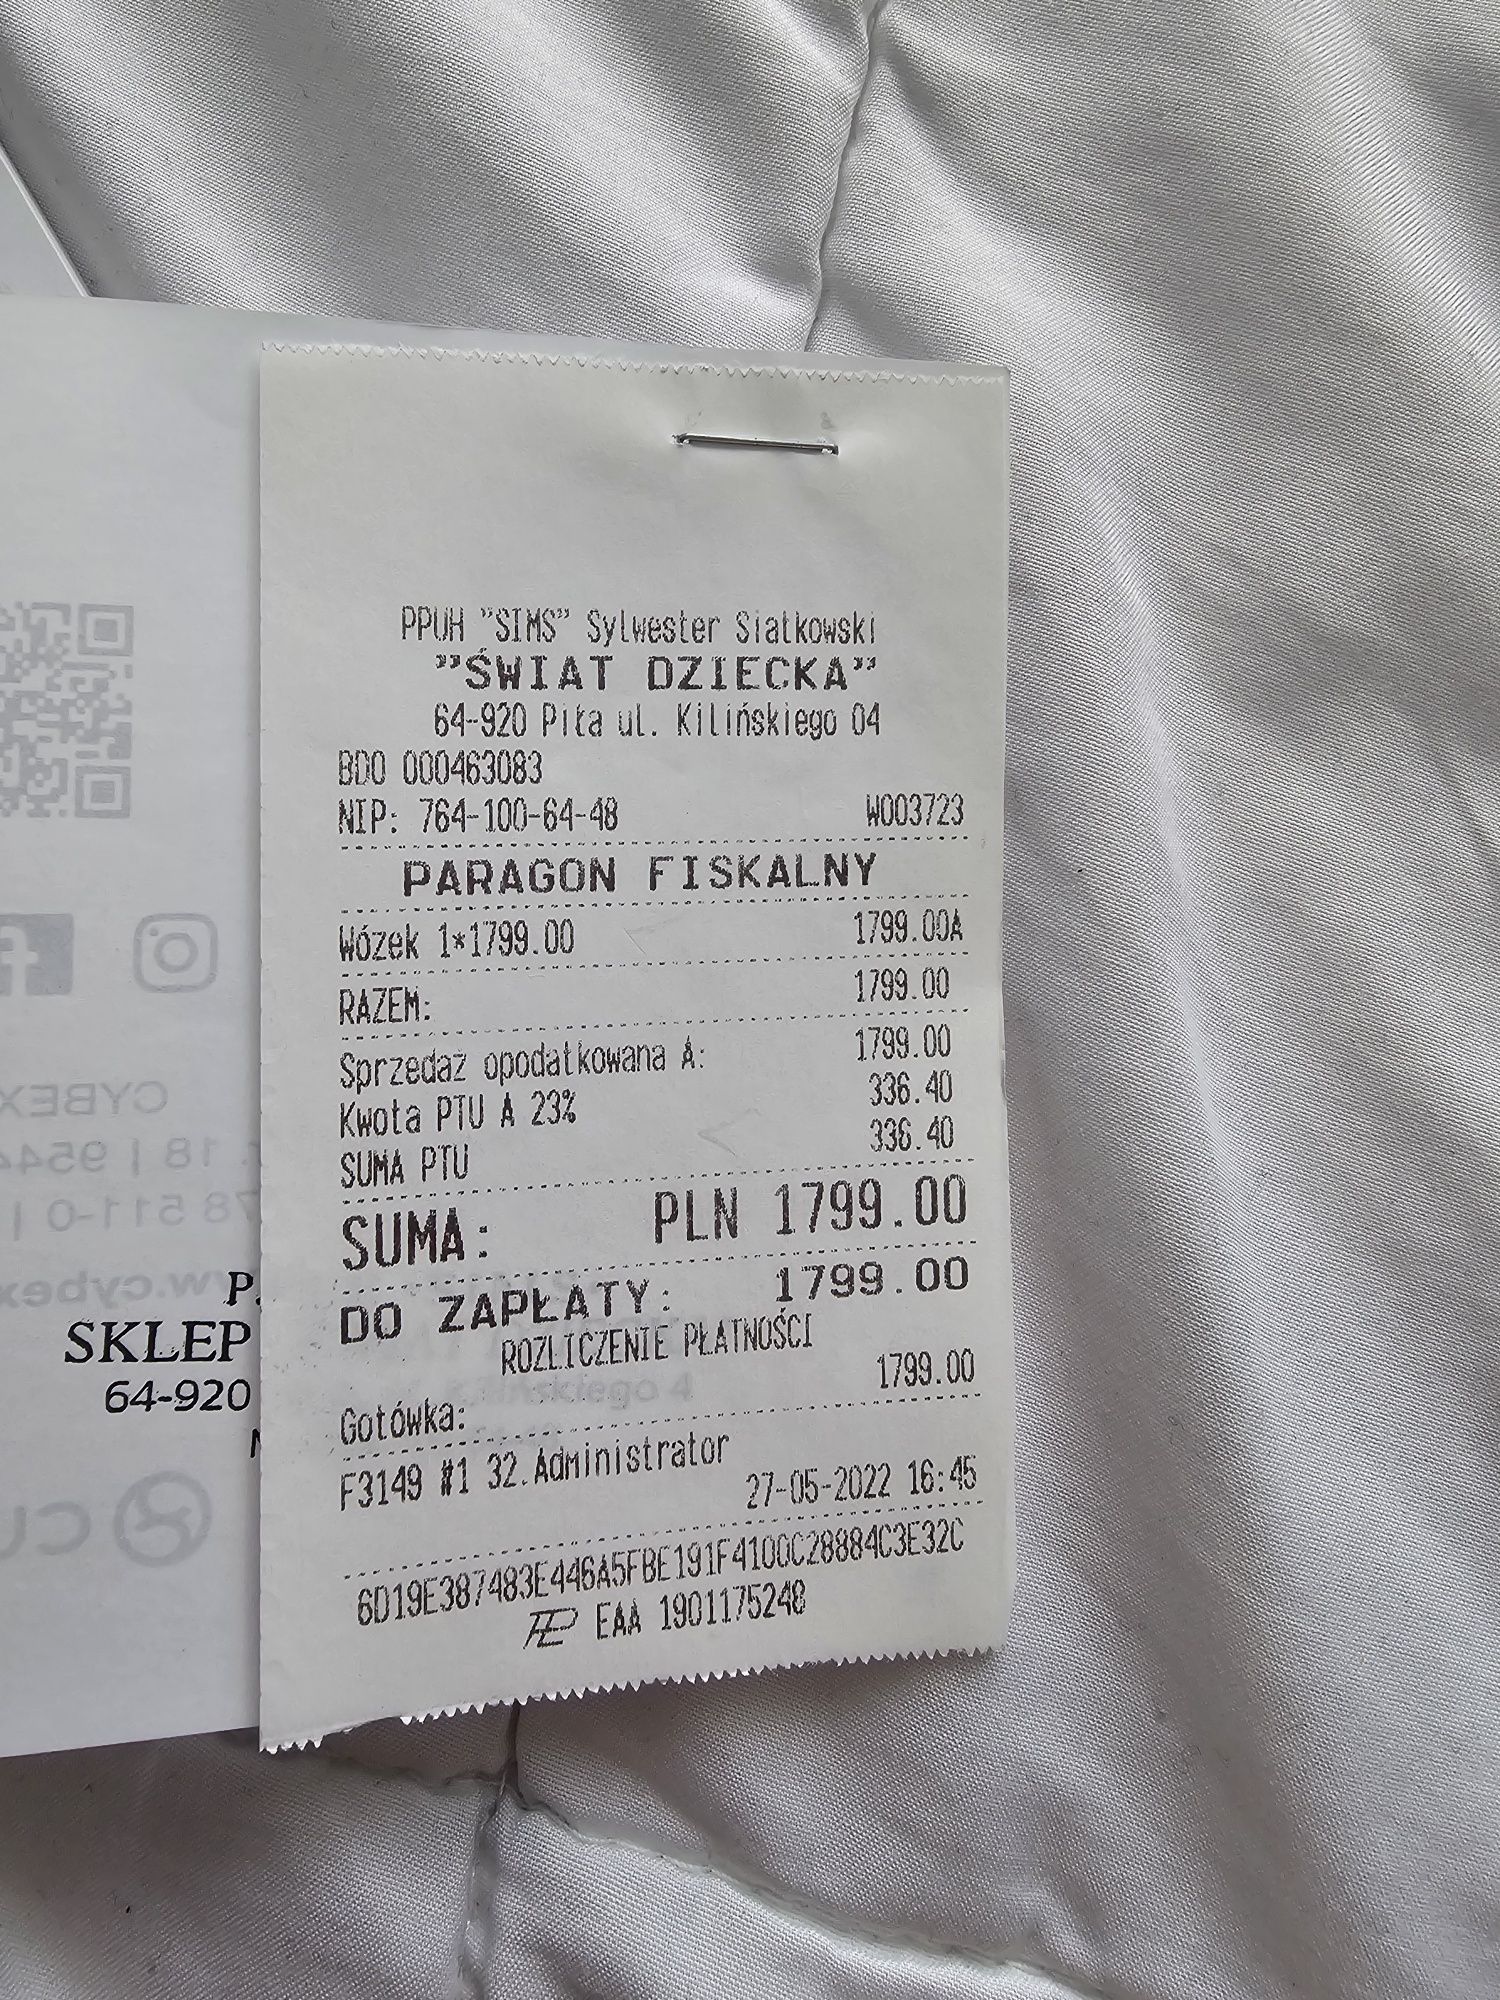 PPUH "SIMS" Sylwester Siatkowski
"ŚWIAT DZIECKA"
64-920 Piła ul. Kilińskiego 04
BDO 000463083
NIP: 764-100-64-48 W003723
PARAGON FISKALNY
Wózek 1*1799.00 1799.00A
RAZEM: 1799.00
Sprzedaż opodatkowana A: 1799.00
Kwota PTU A 23% 336.40
SUMA PTU 336.40
SUMA: PLN 1799.00
DO ZAPŁATY: 1799.00
ROZLICZENIE PŁATNOŚCI
Gotówka: 1799.00
F3149 #1 32.Administrator
27-05-2022 16:45
6D19E387483E446A5FBE191F4100C28884C3E32C
EAA 1901175248
CYBEX
P.
SKLEP
64-920